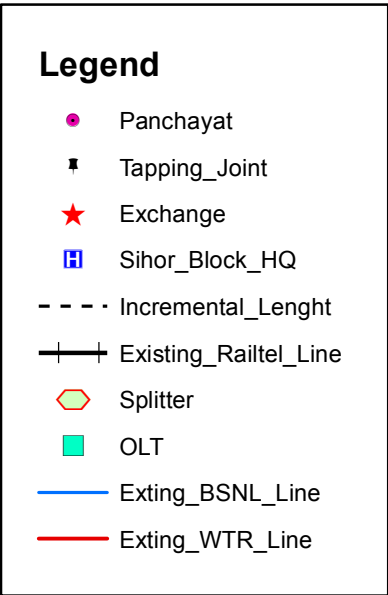 Legend
Panchayat
Tapping_Joint
Exchange
H Sihor_Block_HQ
Incremental_Lenght
Existing_Railtel_Line
Splitter
OLT
Exting_BSNL_Line
Exting_WTR_Line